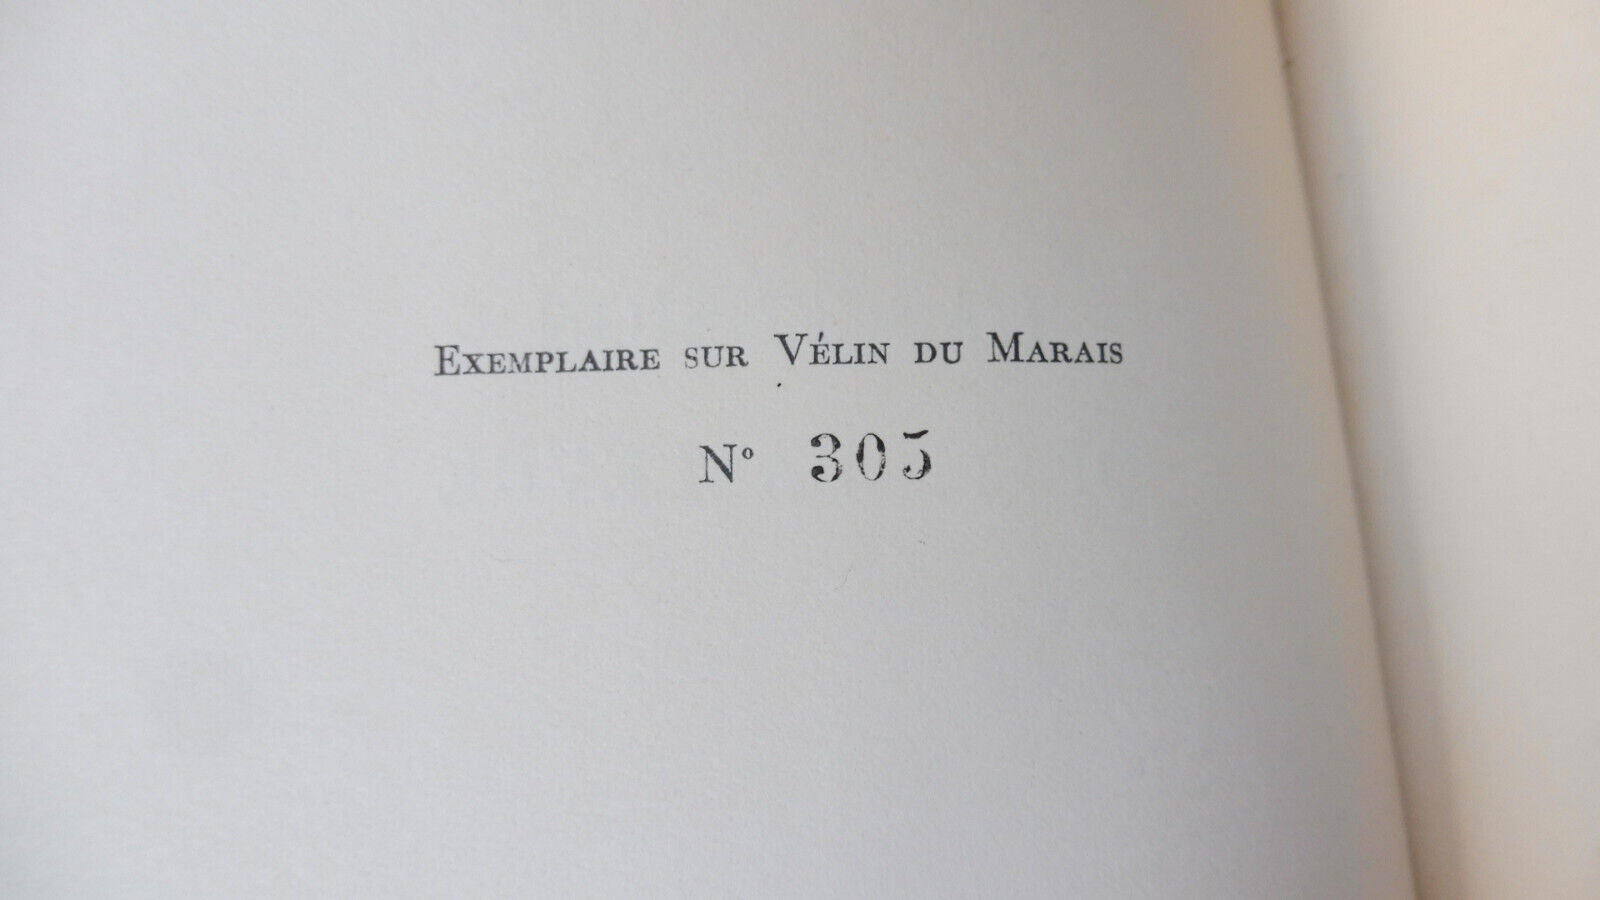 Exemplaire sur Vélin du Marais
N° 305